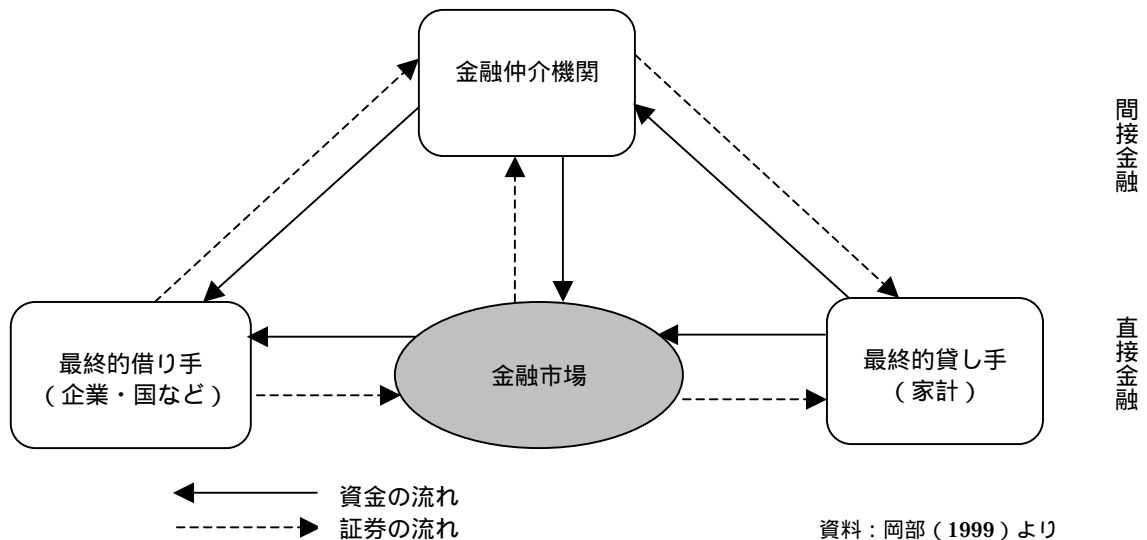 金融仲介機関
間接金融
最終的借り手
（企業・国など）
金融市場
最終的貸し手
（家計）
直接金融
資金の流れ
証券の流れ
資料：岡部（1999）より